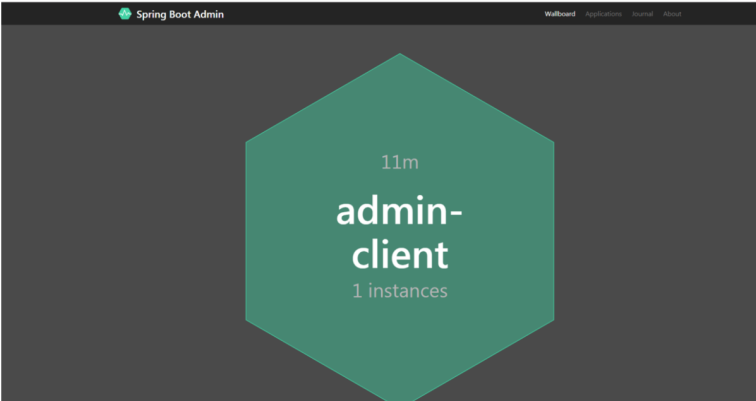 Spring Boot Admin
Wallboard Applications Journal About
11m
admin-
client
1 instances